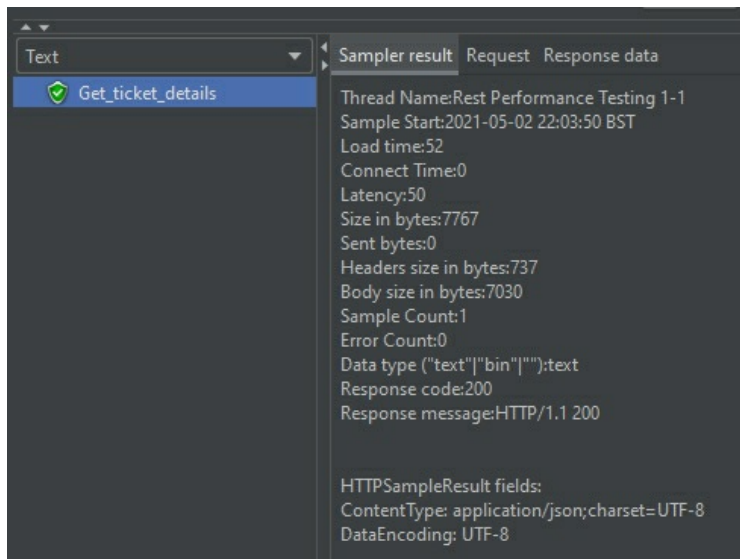 Text
Get_ticket_details
Sampler result Request Response data
Thread Name:Rest Performance Testing 1-1
Sample Start:2021-05-02 22:03:50 BST
Load time:52
Connect Time:0
Latency:50
Size in bytes:7767
Sent bytes:0
Headers size in bytes:737
Body size in bytes:7030
Sample Count:1
Error Count:0
Data type ("text"|"bin"|""):text
Response code:200
Response message:HTTP/1.1 200
HTTPSampleResult fields:
ContentType: application/json;charset=UTF-8
DataEncoding: UTF-8